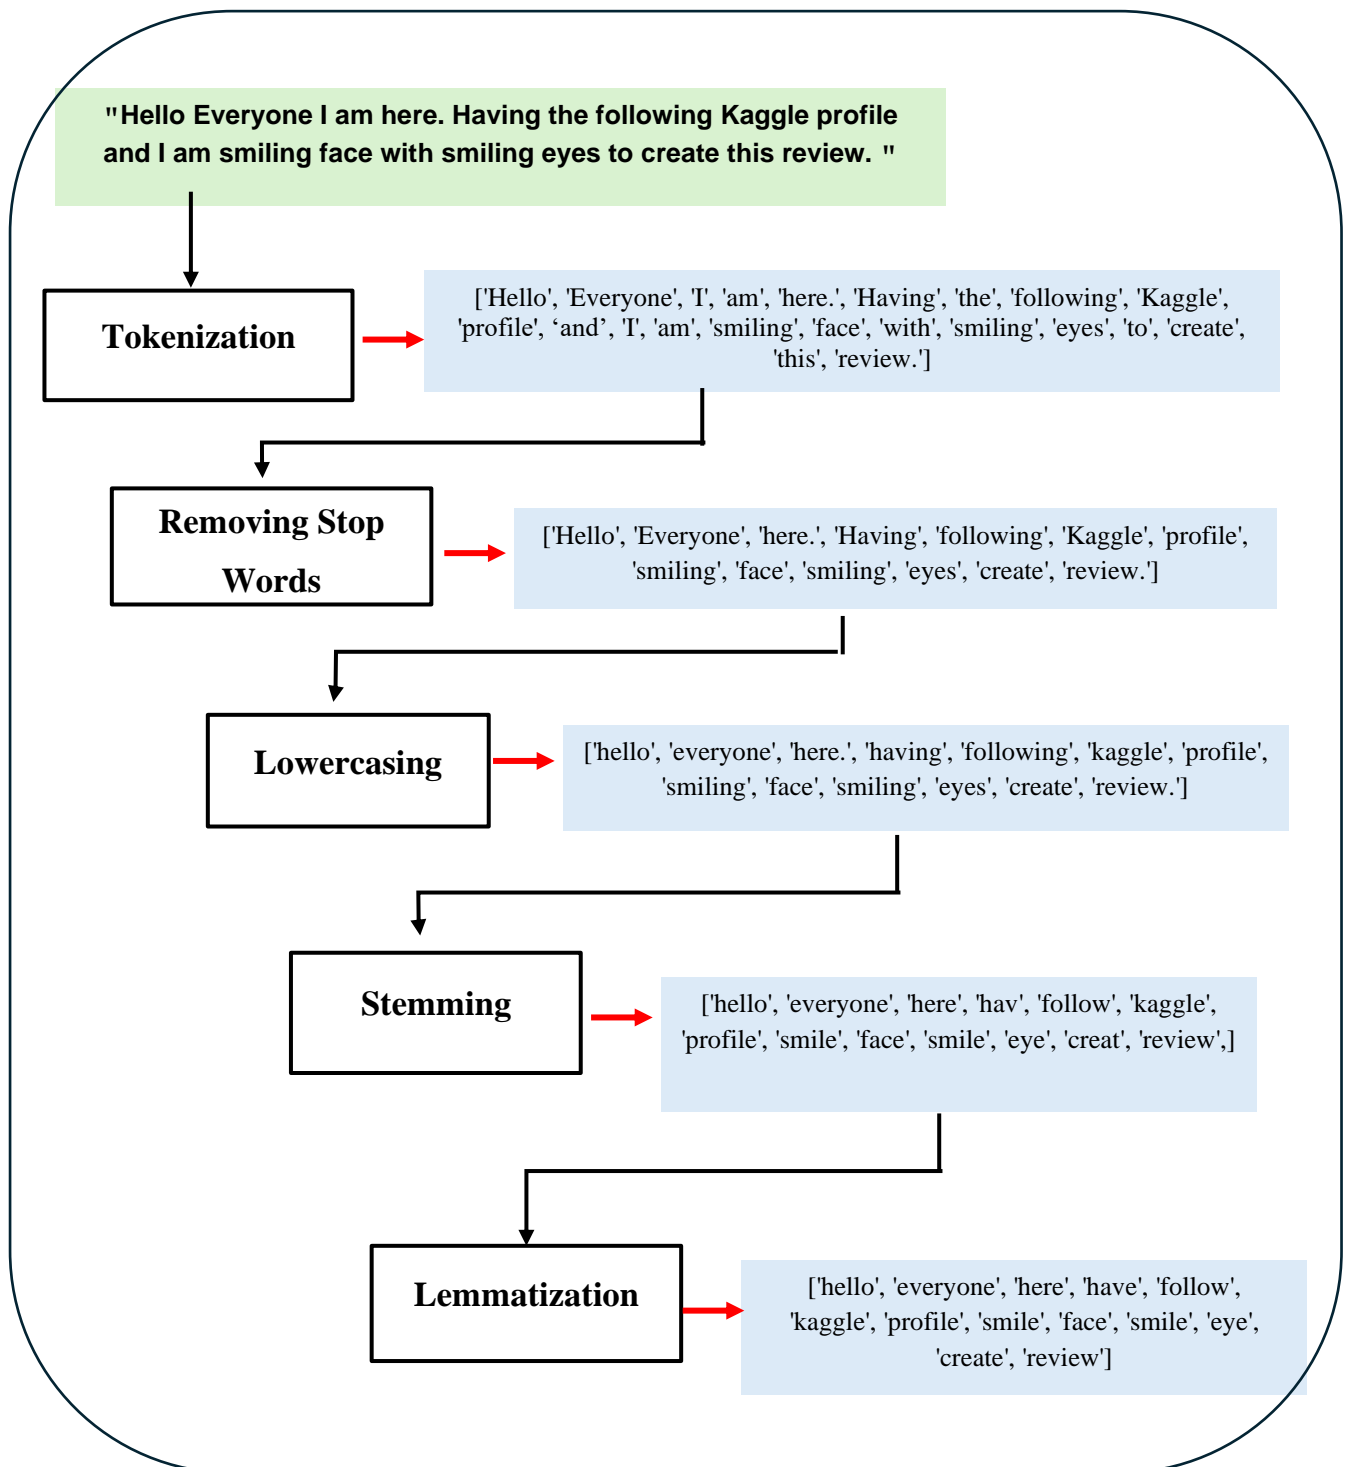 "Hello Everyone I am here. Having the following Kaggle profile
and I am smiling face with smiling eyes to create this review. "
Tokenization
['Hello', 'Everyone', 'I', 'am', 'here.', 'Having', 'the', 'following', 'Kaggle',
'profile', ‘and’, 'I', 'am', 'smiling', 'face', 'with', 'smiling', 'eyes', 'to', 'create',
'this', 'review.']
Removing Stop
Words
['Hello', 'Everyone', 'here.', 'Having', 'following', 'Kaggle', 'profile',
'smiling', 'face', 'smiling', 'eyes', 'create', 'review.']
Lowercasing
['hello', 'everyone', 'here.', 'having', 'following', 'kaggle', 'profile',
'smiling', 'face', 'smiling', 'eyes', 'create', 'review.']
Stemming
['hello', 'everyone', 'here', 'hav', 'follow', 'kaggle',
'profile', 'smile', 'face', 'smile', 'eye', 'creat', 'review',]
Lemmatization
['hello', 'everyone', 'here', 'have', 'follow',
'kaggle', 'profile', 'smile', 'face', 'smile', 'eye',
'create', 'review']